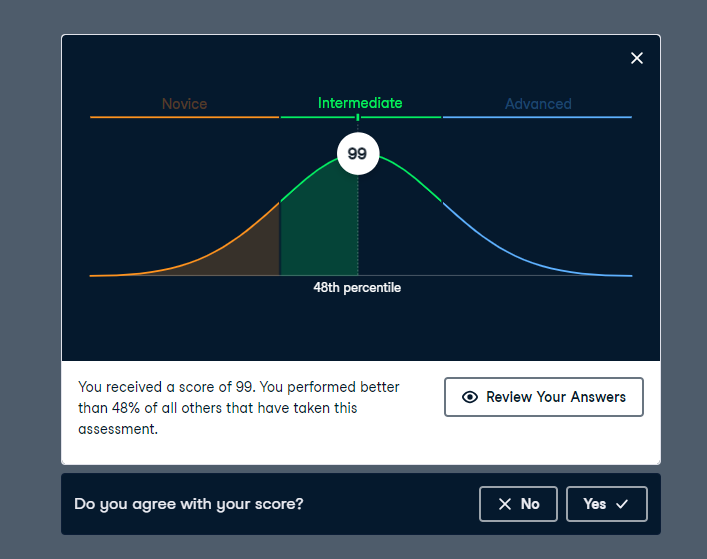 Novice
Intermediate
Advanced
99
48th percentile
You received a score of 99. You performed better
than 48% of all others that have taken this
assessment.
Review Your Answers
Do you agree with your score?
No
Yes